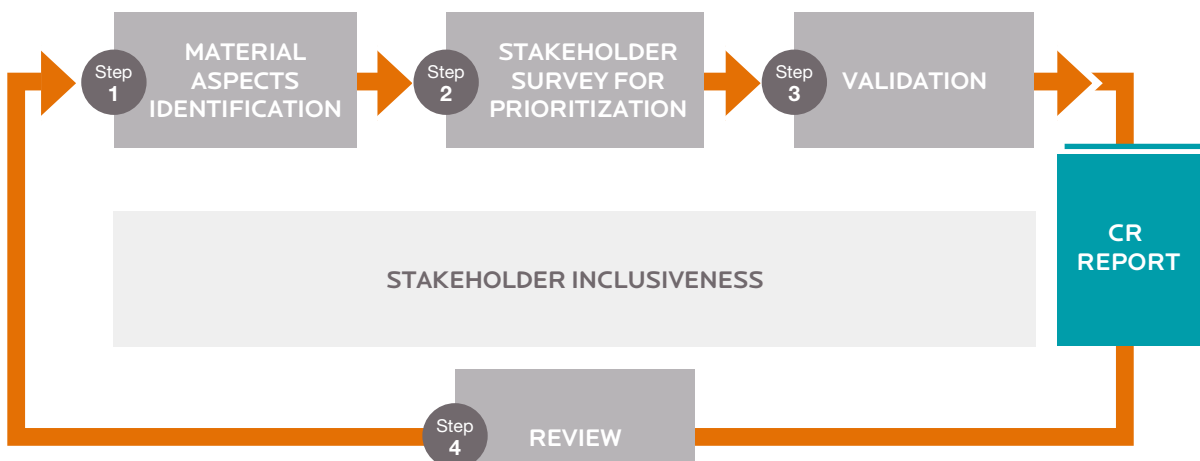 Step
1
MATERIAL
ASPECTS
IDENTIFICATION
Step
2
STAKEHOLDER
SURVEY FOR
PRIORITIZATION
Step
3
VALIDATION
CR
REPORT
STAKEHOLDER INCLUSIVENESS
Step
4
REVIEW